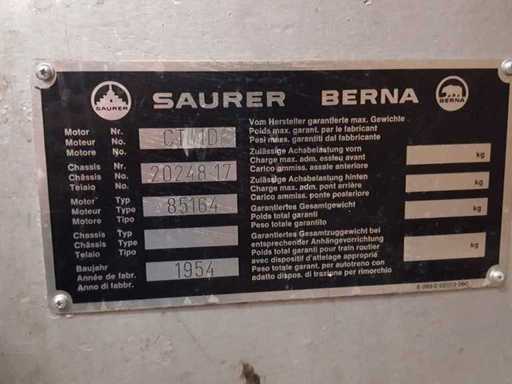 SAURER
SAURER BERNA
BERNA
Motor Nr.
Moteur No.
Motore No.
Chassis Nr.
Châssis No.
Telaio No.
20248-17
Motor Typ
Moteur Type
Motore Tipo
85164
Chassis Typ
Châssis Type
Telaio Tipo
Baujahr
Année de fabr.
Anno di fabbr.
1954
Vom Hersteller garantierte max. Gewichte
Poids max. garant. par le fabricant
Pesi max. garantiti dal fabbricante
Zulässige Achsbelastung vorn
Charge max. adm. essieu avant
Carico ammiss. assale anteriore
kg
Zulässige Achsbelastung hinten
Charge max. adm. pont arrière
Carico ammiss. ponte posteriore
kg
Garantiertes Gesamtgewicht
Poids total garanti
Peso totale garantito
kg
Garantiertes Gesamtzuggewicht bei
entsprechender Anhängevorrichtung
Poids total garanti pour train routier
avec dispositif d'attelage approprié
Peso totale garant. per autotreno con
adatto dispos. di trazione per rimorchio
kg